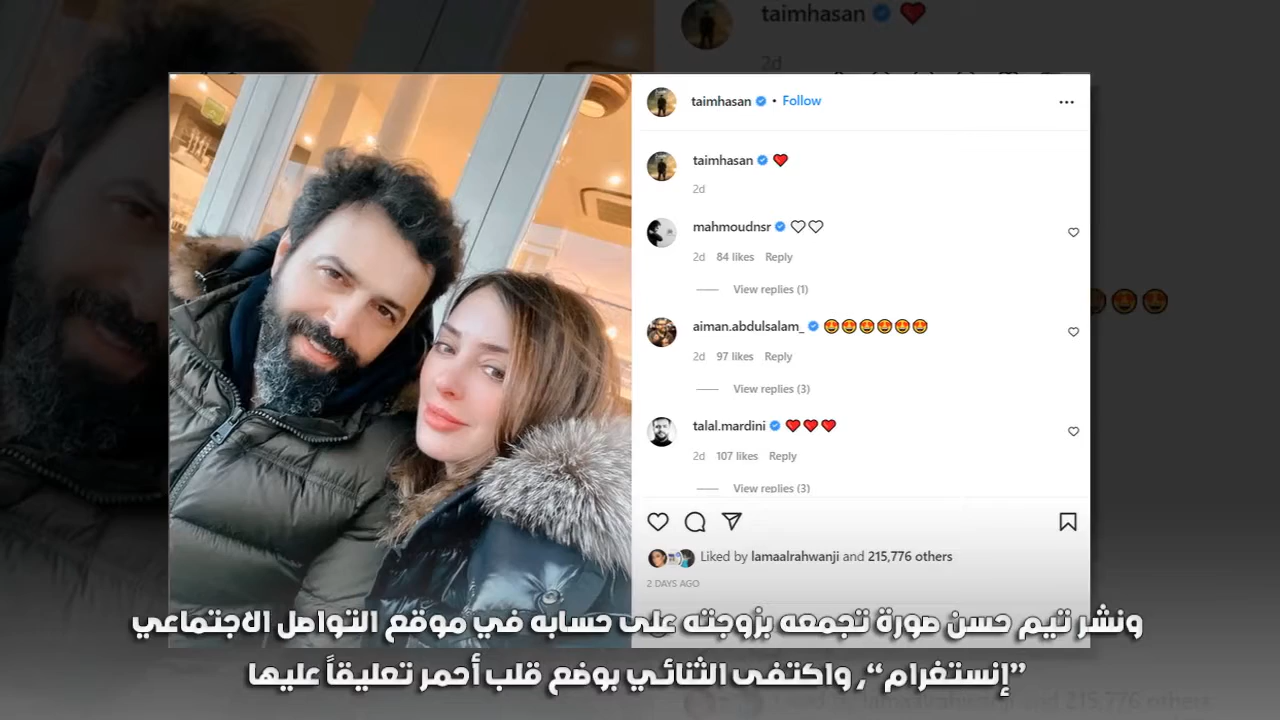 taimhasan ❤️
2d
taimhasan • Follow
taimhasan ❤️
2d
mahmoudnsr 🤍🤍
2d 84 likes Reply
View replies (1)
aiman.abdulsalam_ 😍😍😍😍😍😍
2d 97 likes Reply
View replies (3)
talal.mardini ❤️❤️❤️
2d 107 likes Reply
View replies (3)
Liked by lamaalrahwanji and 215,776 others
2 DAYS AGO
ونشر تيم حسن صورة تجمعه بزوجته على حسابه في موقع التواصل الاجتماعي
”إنستغرام“، واكتفى الثنائي بوضع قلب أحمر تعليقاً عليها